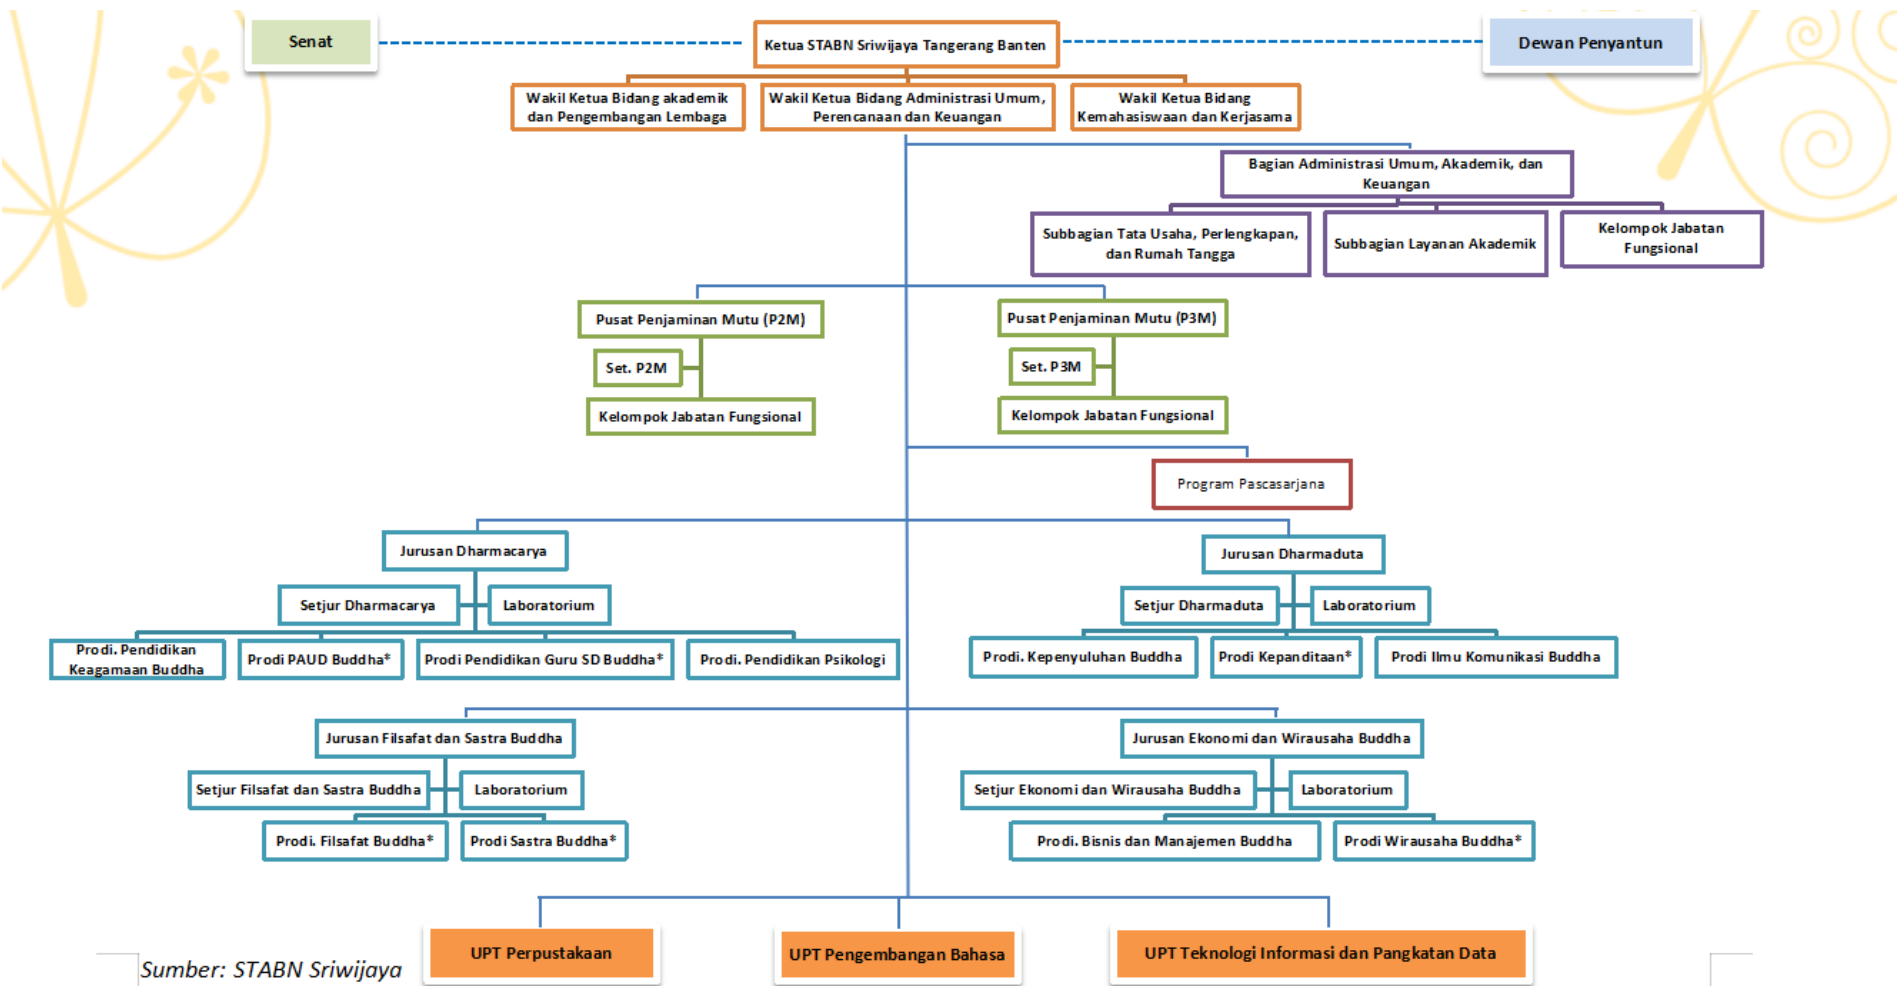 Senat
Ketua STABN Sriwijaya Tangerang Banten
Dewan Penyantun
Wakil Ketua Bidang akademik
dan Pengembangan Lembaga
Wakil Ketua Bidang Administrasi Umum,
Perencanaan dan Keuangan
Wakil Ketua Bidang
Kemahasiswaan dan Kerjasama
Bagian Administrasi Umum, Akademik, dan
Keuangan
Subbagian Tata Usaha, Perlengkapan,
dan Rumah Tangga
Subbagian Layanan Akademik
Kelompok Jabatan
Fungsional
Pusat Penjaminan Mutu (P2M)
Pusat Penjaminan Mutu (P3M)
Set. P2M
Set. P3M
Kelompok Jabatan Fungsional
Kelompok Jabatan Fungsional
Program Pascasarjana
Jurusan Dharmacarya
Jurusan Dharmaduta
Setjur Dharmacarya
Laboratorium
Setjur Dharmaduta
Laboratorium
Prodi. Pendidikan
Keagamaan Buddha
Prodi PAUD Buddha*
Prodi Pendidikan Guru SD Buddha*
Prodi. Pendidikan Psikologi
Prodi. Kepenyuluhan Buddha
Prodi Kepanditaan*
Prodi Ilmu Komunikasi Buddha
Jurusan Filsafat dan Sastra Buddha
Jurusan Ekonomi dan Wirausaha Buddha
Setjur Filsafat dan Sastra Buddha
Laboratorium
Setjur Ekonomi dan Wirausaha Buddha
Laboratorium
Prodi. Filsafat Buddha*
Prodi Sastra Buddha*
Prodi. Bisnis dan Manajemen Buddha
Prodi Wirausaha Buddha*
UPT Perpustakaan
UPT Pengembangan Bahasa
UPT Teknologi Informasi dan Pangkatan Data
Sumber: STABN Sriwijaya